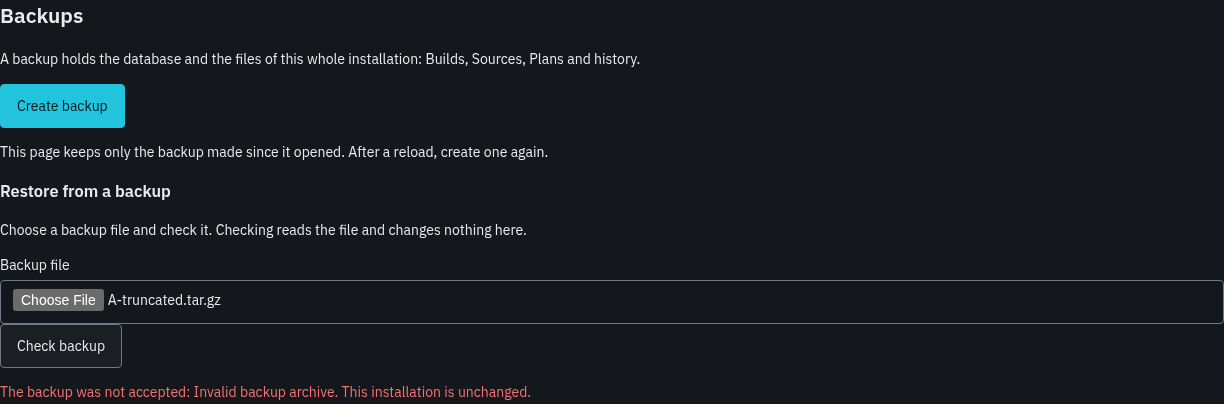 Backups
A backup holds the database and the files of this whole installation: Builds, Sources, Plans and history.
Create backup
This page keeps only the backup made since it opened. After a reload, create one again.
Restore from a backup
Choose a backup file and check it. Checking reads the file and changes nothing here.
Backup file
Choose File A-truncated.tar.gz
Check backup
The backup was not accepted: Invalid backup archive. This installation is unchanged.